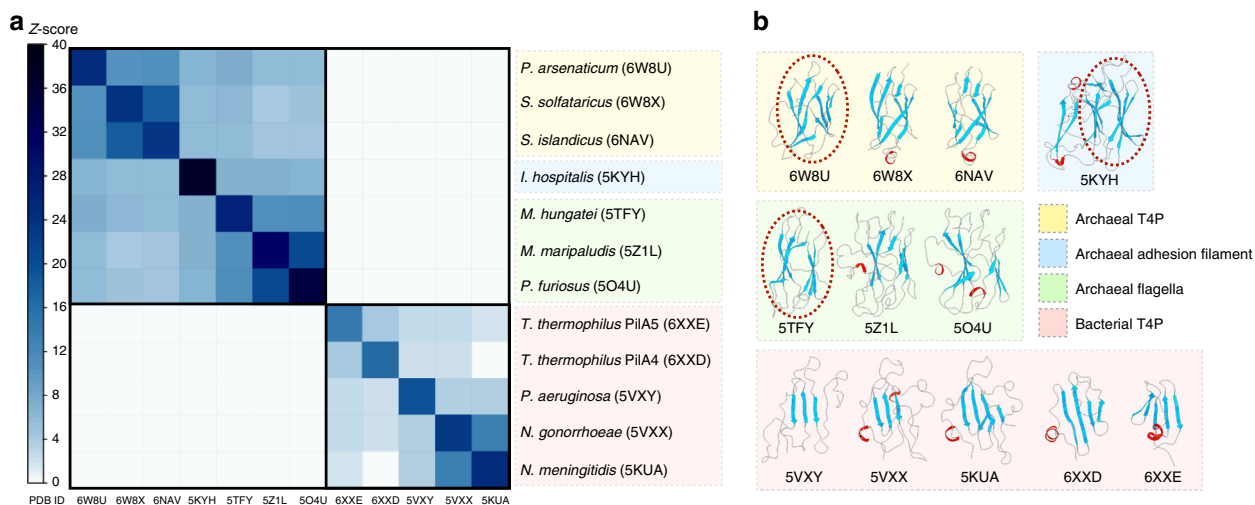 a
Z-score
40
36
32
28
24
20
16
12
8
4
0
P. arsenaticum (6W8U)
S. solfataricus (6W8X)
S. islandicus (6NAV)
I. hospitalis (5KYH)
M. hungatei (5TFY)
M. maripaludis (5Z1L)
P. furiosus (5O4U)
T. thermophilus PilA5 (6XXE)
T. thermophilus PilA4 (6XXD)
P. aeruginosa (5VXY)
N. gonorrhoeae (5VXX)
N. meningitidis (5KUA)
PDB ID 6W8U 6W8X 6NAV 5KYH 5TFY 5Z1L 5O4U 6XXE 6XXD 5VXY 5VXX 5KUA
b
6W8U 6W8X 6NAV
5KYH
5TFY 5Z1L 5O4U
Archaeal T4P
Archaeal adhesion filament
Archaeal flagella
Bacterial T4P
5VXY 5VXX 5KUA 6XXD 6XXE